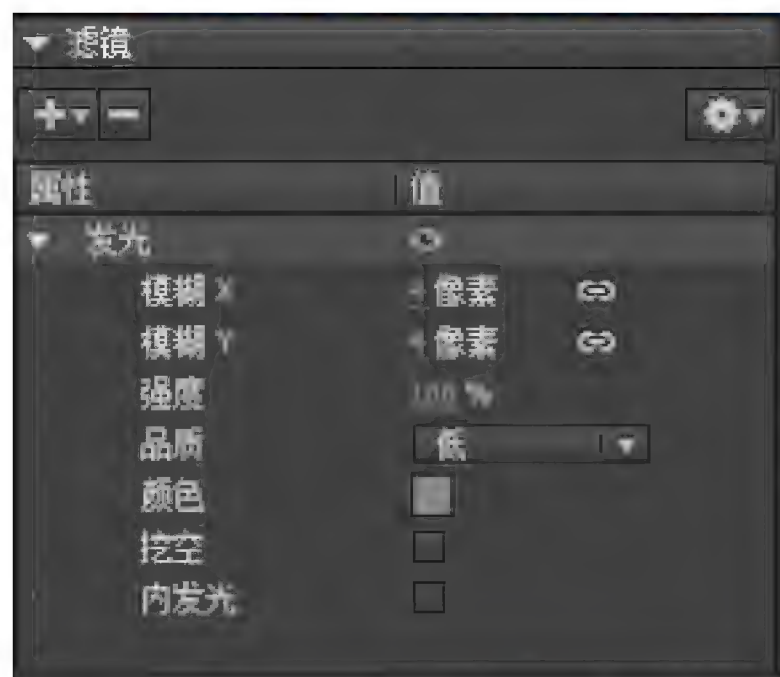 滤镜
属性 值
发光
模糊 X 像素
模糊 Y 像素
强度 100 %
品质 低
颜色
挖空
内发光